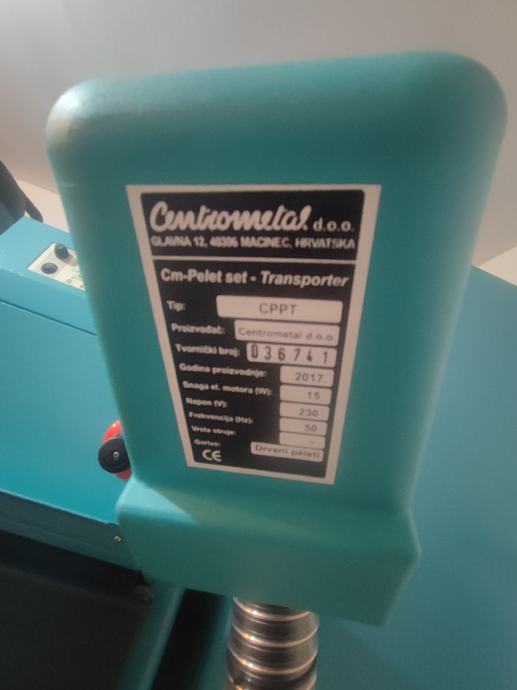 Centrometal d.o.o.
GLAVNA 12, 40306 MACINEC, HRVATSKA
Cm-Pelet set - Transporter
Tip: CPPT
Proizvođač: Centrometal d.o.o.
Tvornički broj: 036741
Godina proizvodnje: 2017.
Snaga el. motora (W): 15
Napon (V): 230
Frekvencija (Hz): 50
Vrsta struje: ~
Gorivo: Drveni peleti
CE